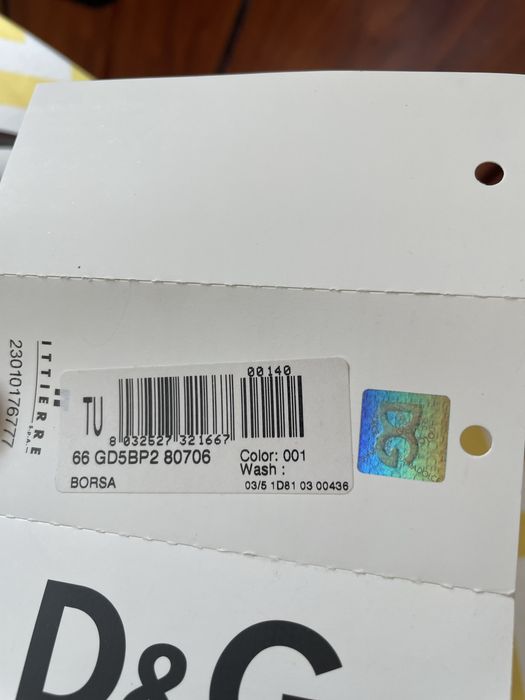 ITTIERRE
S.p.A.
23010176777
TU
00140
8 032527 321667
66 GD5BP2 80706
Color: 001
Wash :
BORSA
03/5 1D81 03 00436
DG
D&G